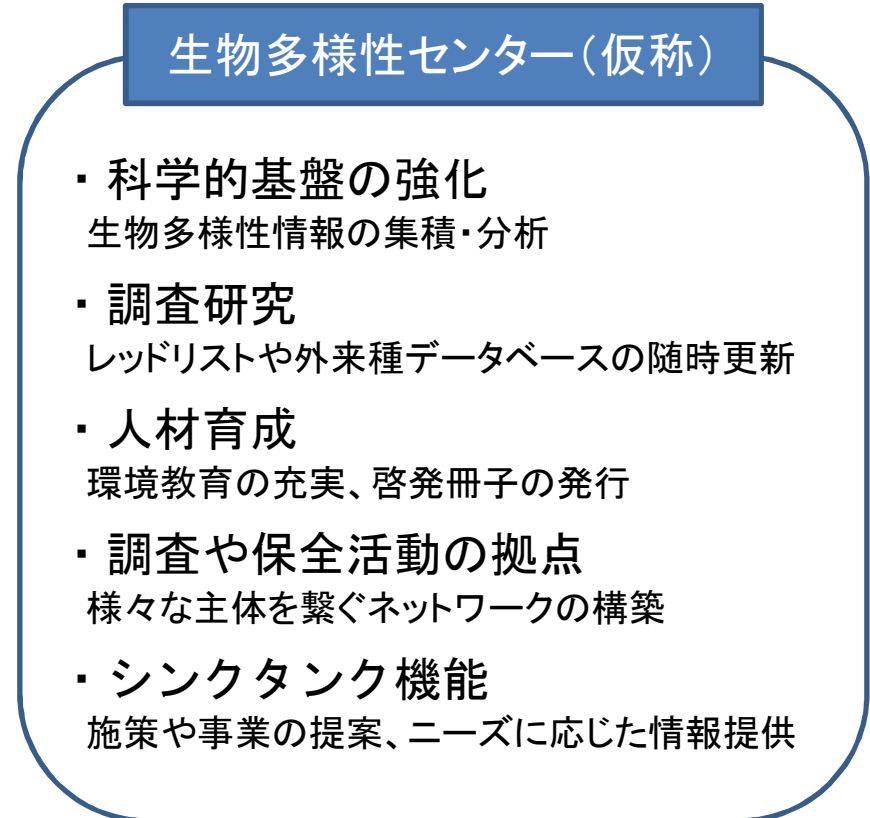 生物多様性センター（仮称）
・科学的基盤の強化
生物多様性情報の集積・分析
・調査研究
レッドリストや外来種データベースの随時更新
・人材育成
環境教育の充実、啓発冊子の発行
・調査や保全活動の拠点
様々な主体を繋ぐネットワークの構築
・シンクタンク機能
施策や事業の提案、ニーズに応じた情報提供